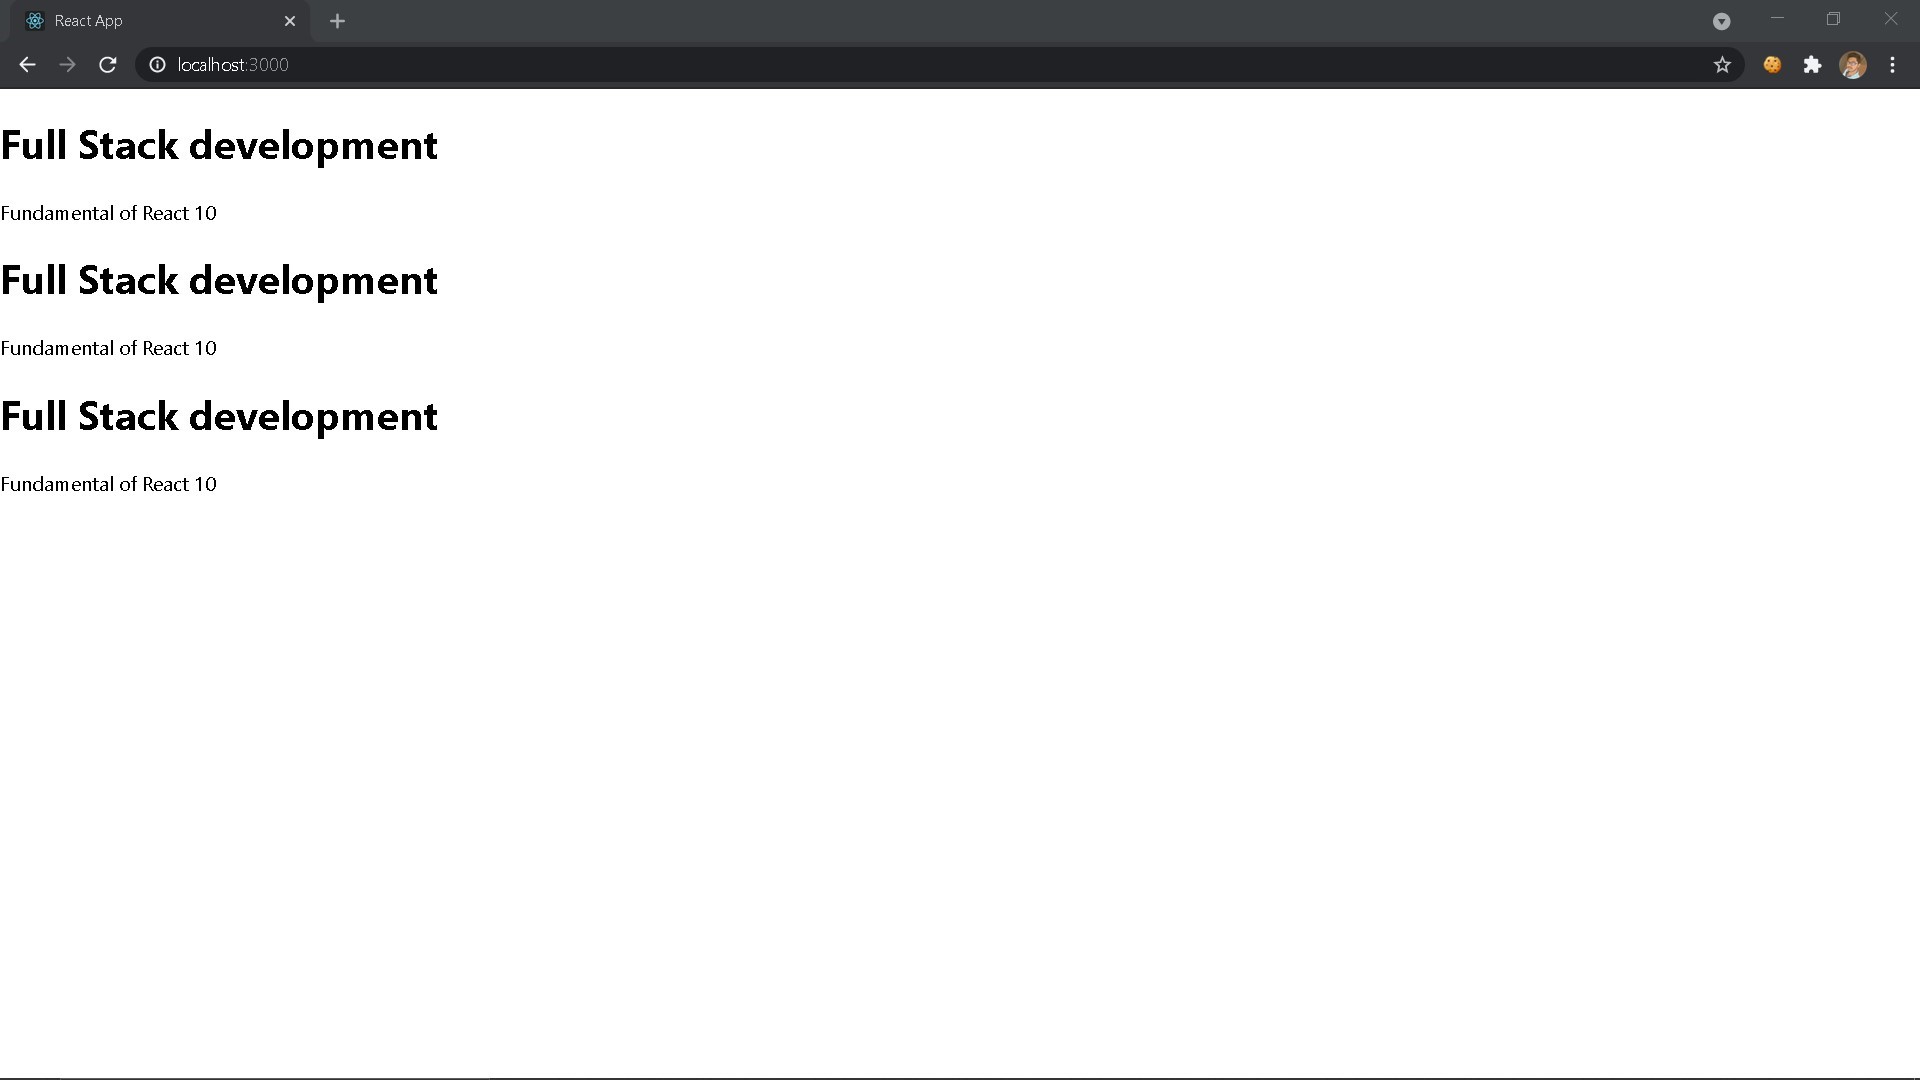 React App
localhost:3000
Full Stack development
Fundamental of React 10
Full Stack development
Fundamental of React 10
Full Stack development
Fundamental of React 10